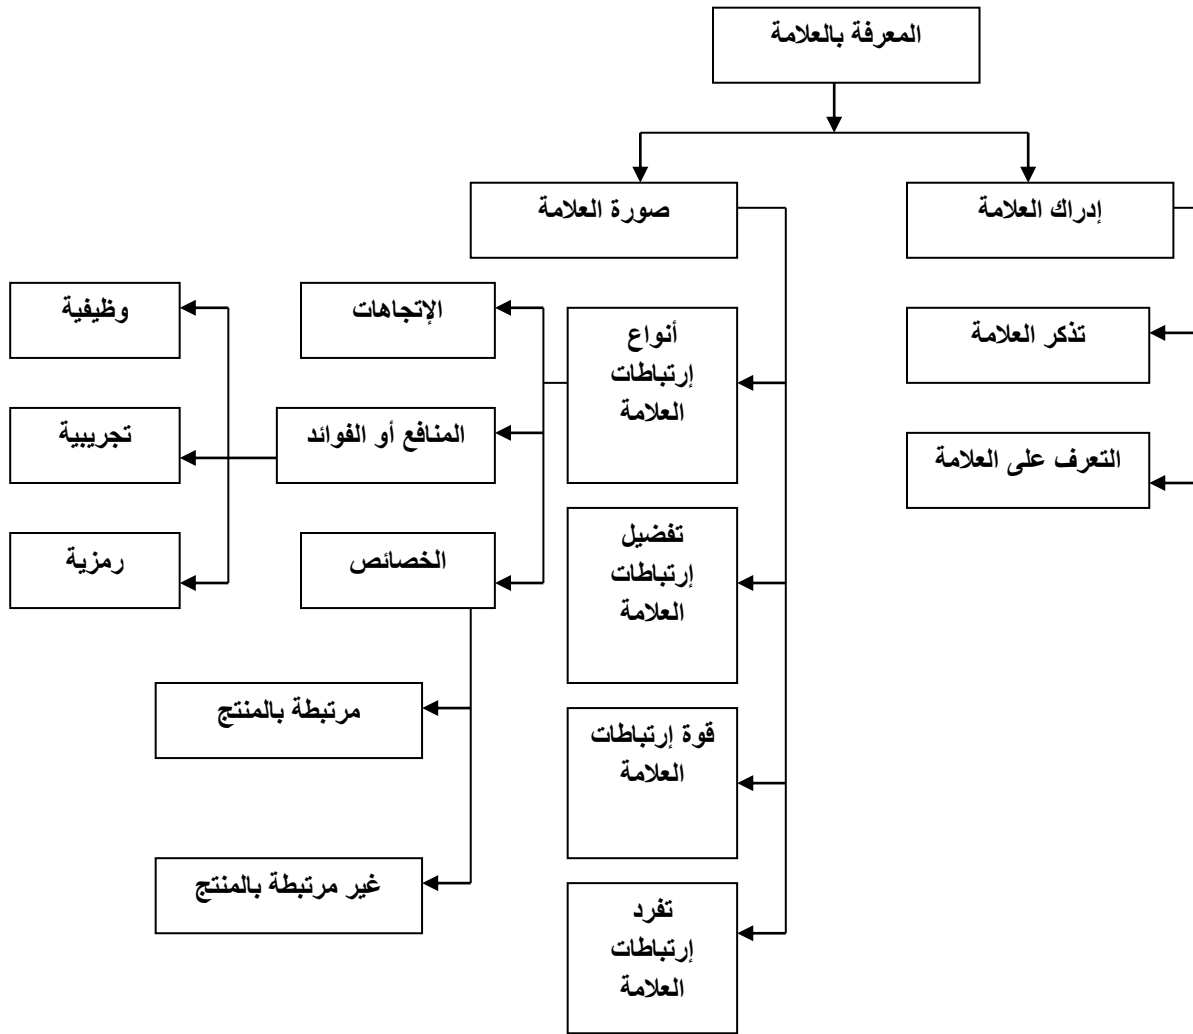 المعرفة بالعلامة
إدراك العلامة
صورة العلامة
تذكر العلامة
التعرف على العلامة
أنواع
إرتباطات
العلامة
تفضيل
إرتباطات
العلامة
قوة إرتباطات
العلامة
تفرد
إرتباطات
العلامة
الإتجاهات
المنافع أو الفوائد
الخصائص
وظيفية
تجريبية
رمزية
مرتبطة بالمنتج
غير مرتبطة بالمنتج